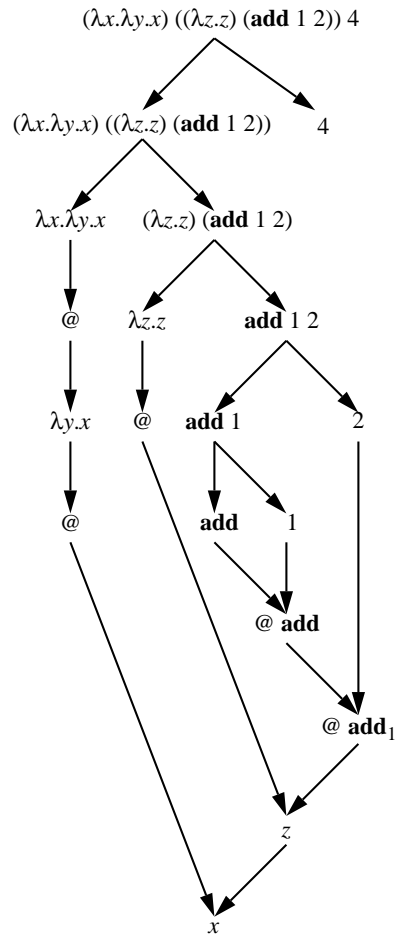 (λx.λy.x) ((λz.z) (add 1 2)) 4
(λx.λy.x) ((λz.z) (add 1 2)) 4
λx.λy.x (λz.z) (add 1 2)
@ λz.z add 1 2
λy.x @ add 1 2
@ add 1
@ add
@ add₁
z
x